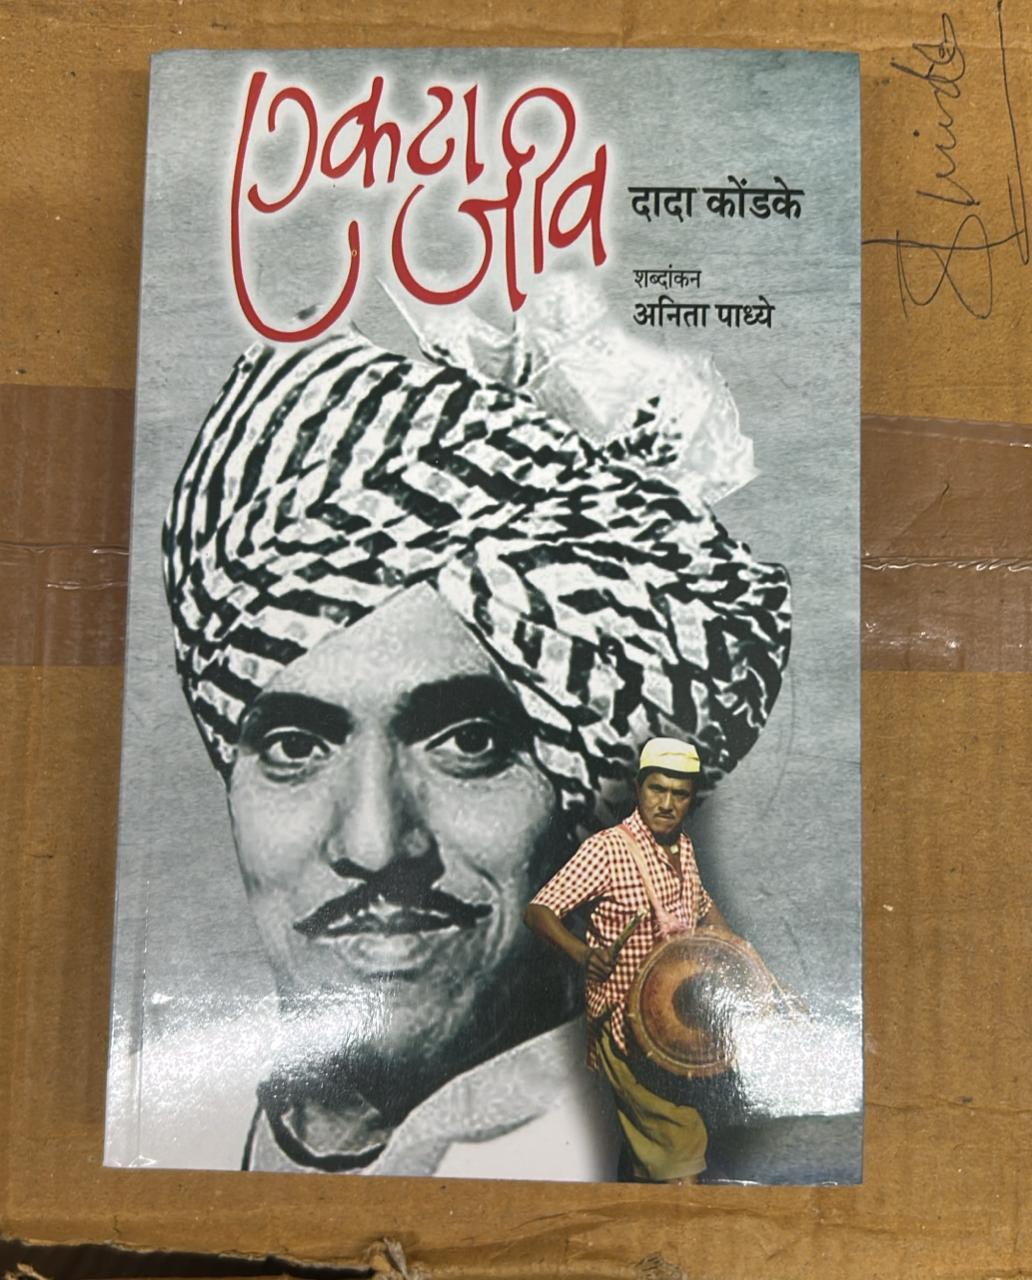 एकटा
जीव
दादा कोंडके
शब्दांकन
अनिता पाध्ये